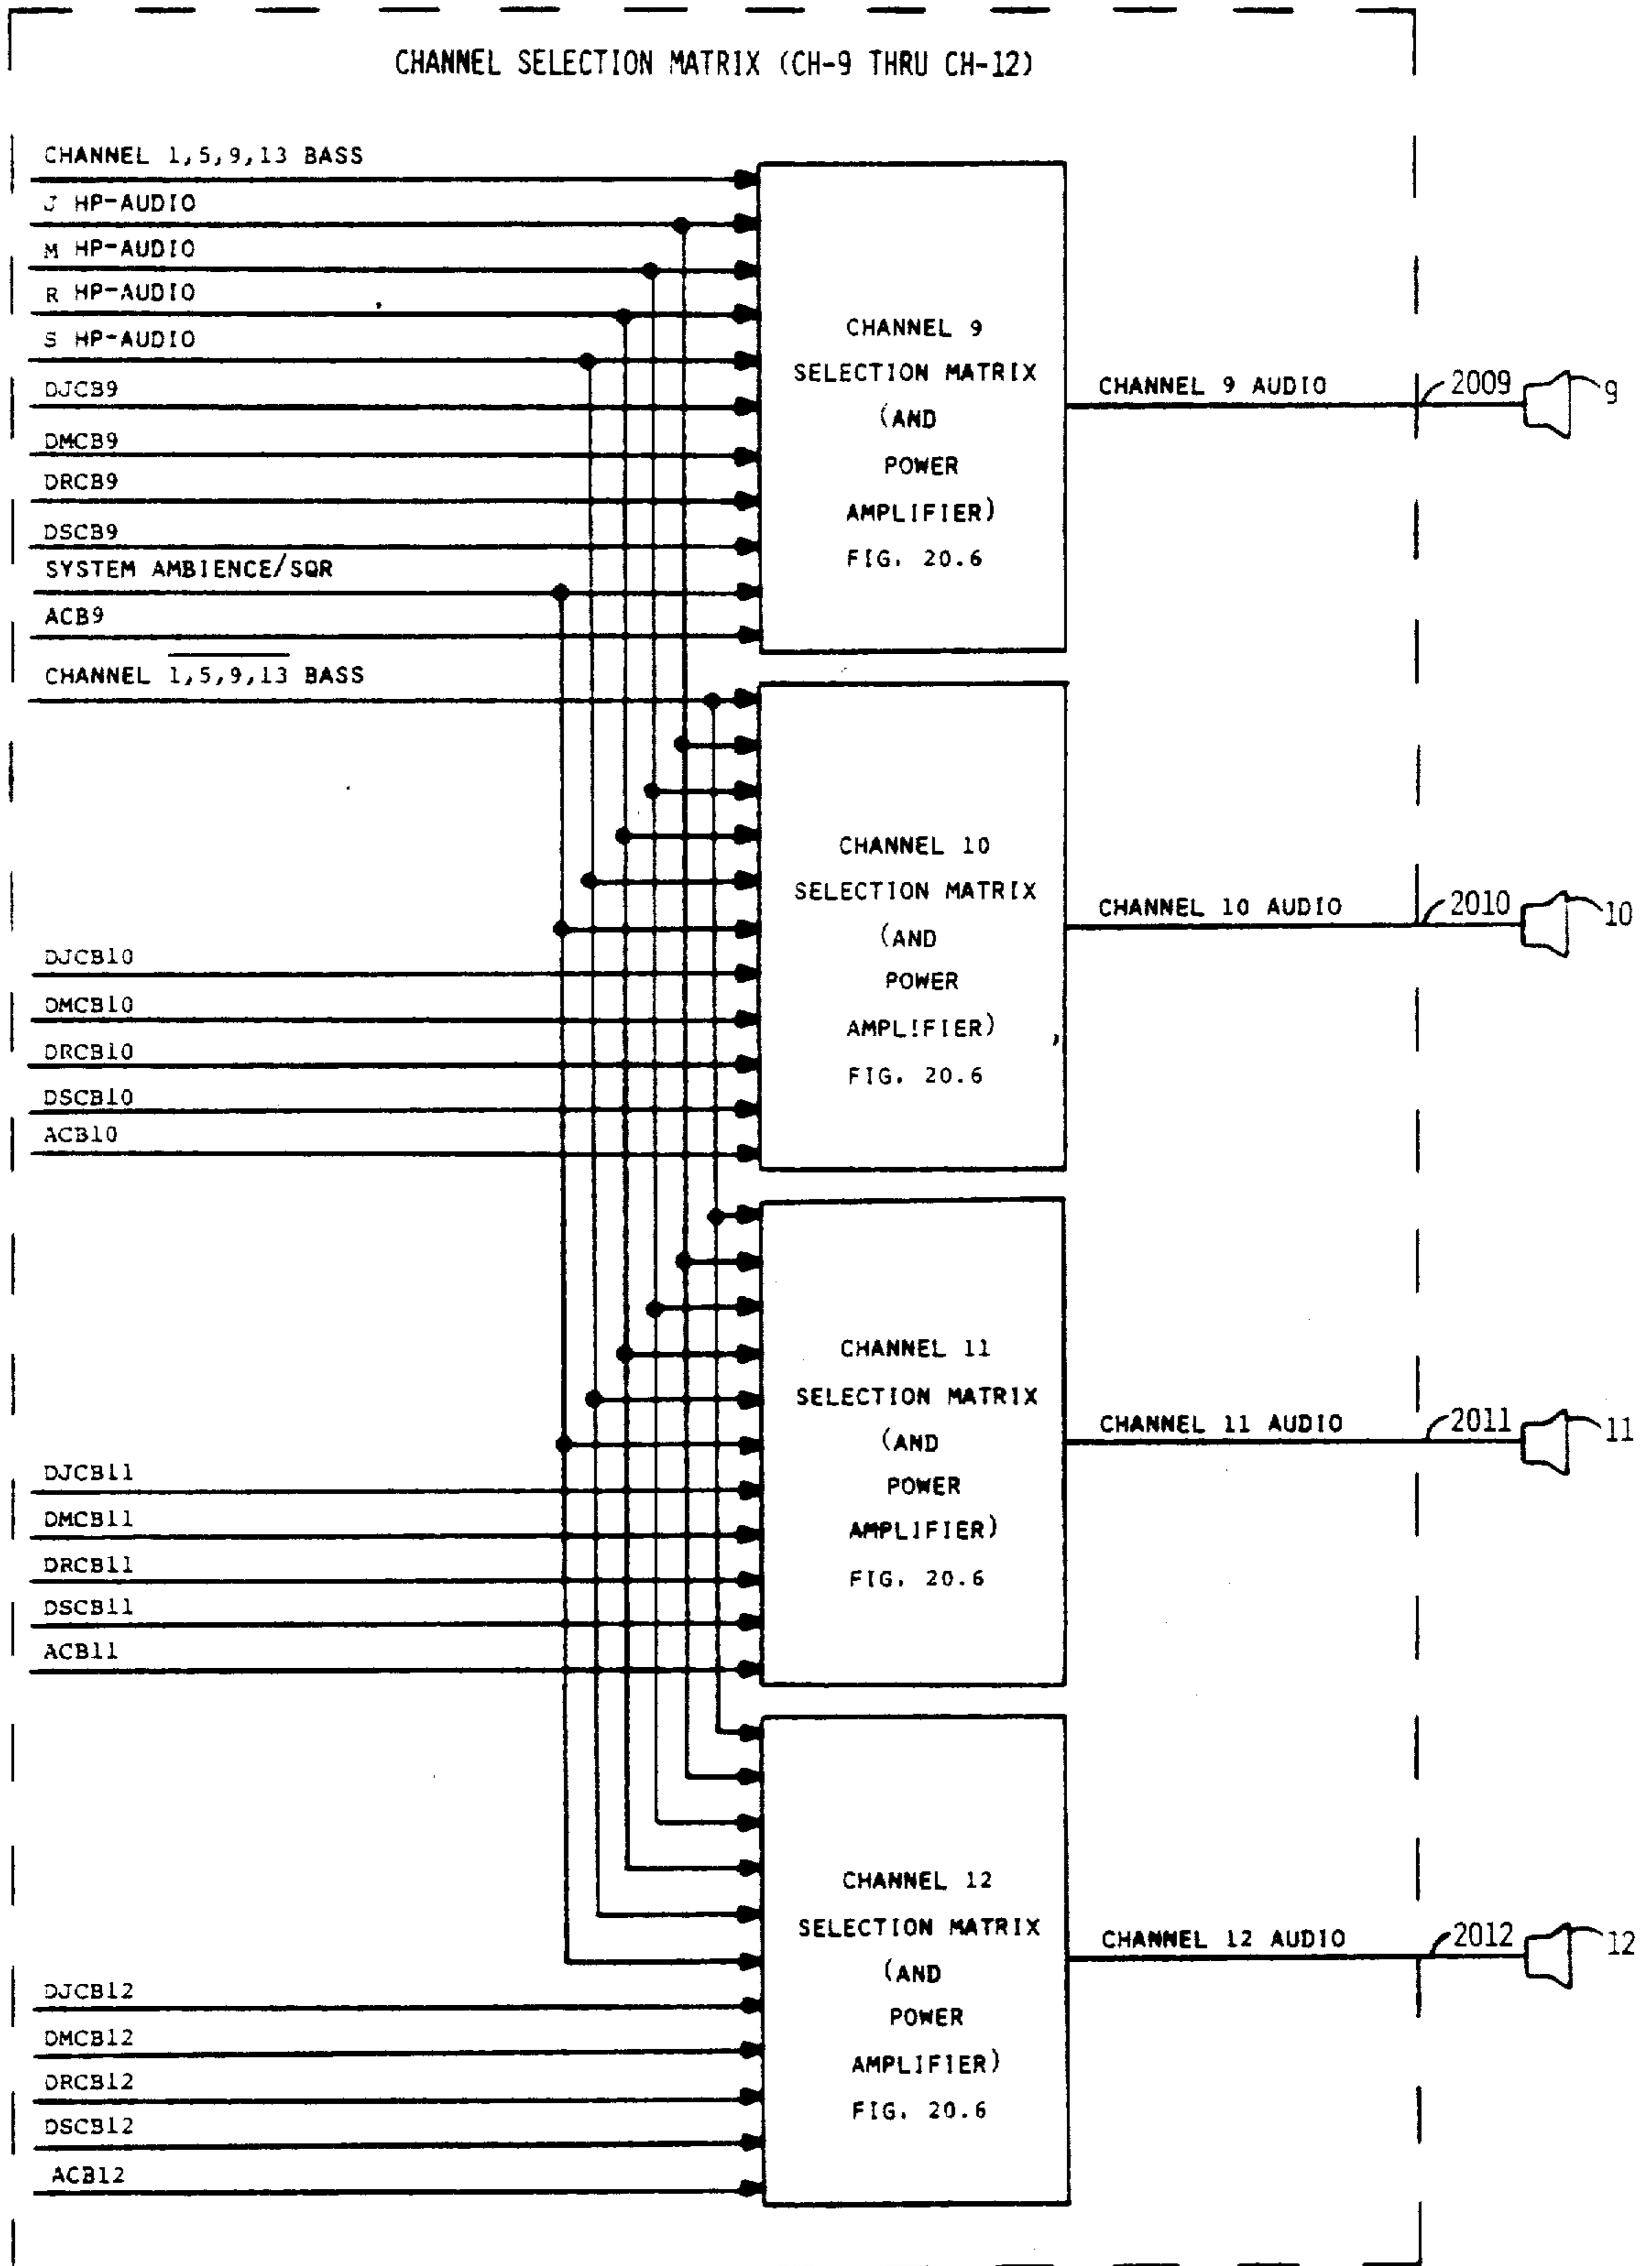 CHANNEL SELECTION MATRIX (CH-9 THRU CH-12)
CHANNEL 1,5,9,13 BASS
J HP-AUDIO
M HP-AUDIO
R HP-AUDIO
S HP-AUDIO
DJCB9
DMCB9
DRCB9
DSCB9
SYSTEM AMBIENCE/SQR
ACB9
CHANNEL 9
SELECTION MATRIX
(AND
POWER
AMPLIFIER)
FIG. 20.6
CHANNEL 9 AUDIO
2009
9
CHANNEL 1,5,9,13 BASS
DJCB10
DMCB10
DRCB10
DSCB10
ACB10
CHANNEL 10
SELECTION MATRIX
(AND
POWER
AMPLIFIER)
FIG. 20.6
CHANNEL 10 AUDIO
2010
10
DJCB11
DMCB11
DRCB11
DSCB11
ACB11
CHANNEL 11
SELECTION MATRIX
(AND
POWER
AMPLIFIER)
FIG. 20.6
CHANNEL 11 AUDIO
2011
11
DJCB12
DMCB12
DRCB12
DSCB12
ACB12
CHANNEL 12
SELECTION MATRIX
(AND
POWER
AMPLIFIER)
FIG. 20.6
CHANNEL 12 AUDIO
2012
12